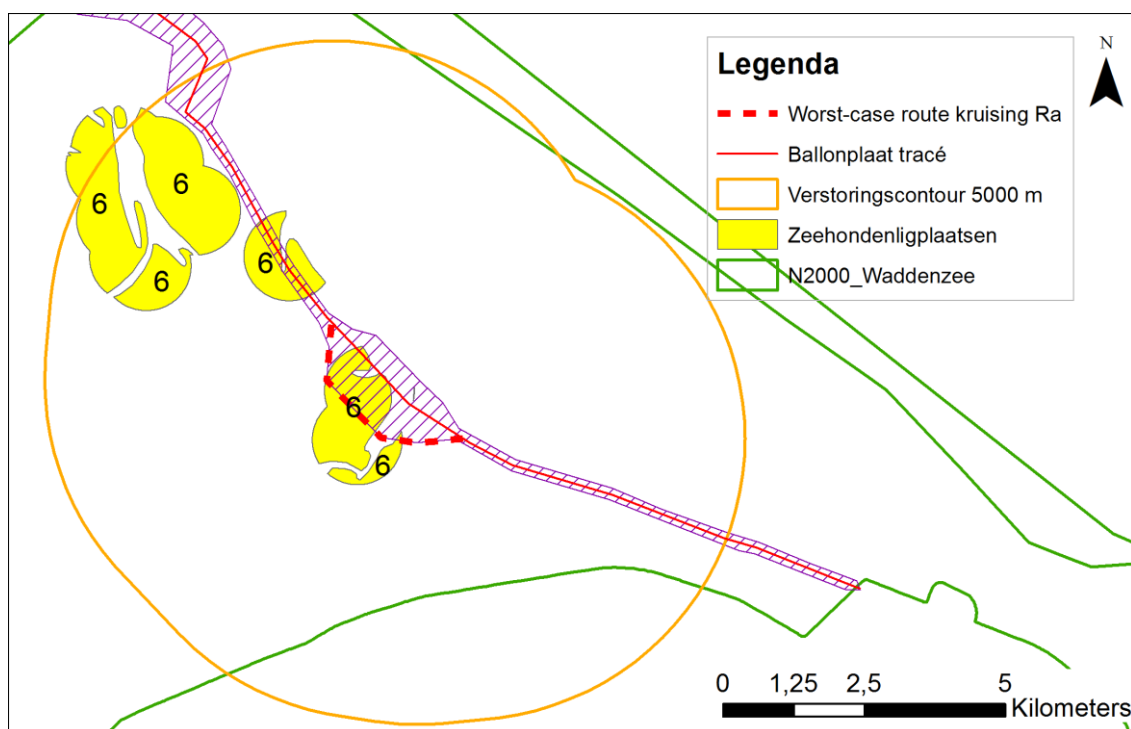 Legenda
Worst-case route kruising Ra
Ballonplaat tracé
Verstoringscontour 5000 m
Zeehondenligplaatsen
N2000_Waddenzee
N
6
6
6
6
6
6
0 1,25 2,5 5
Kilometers